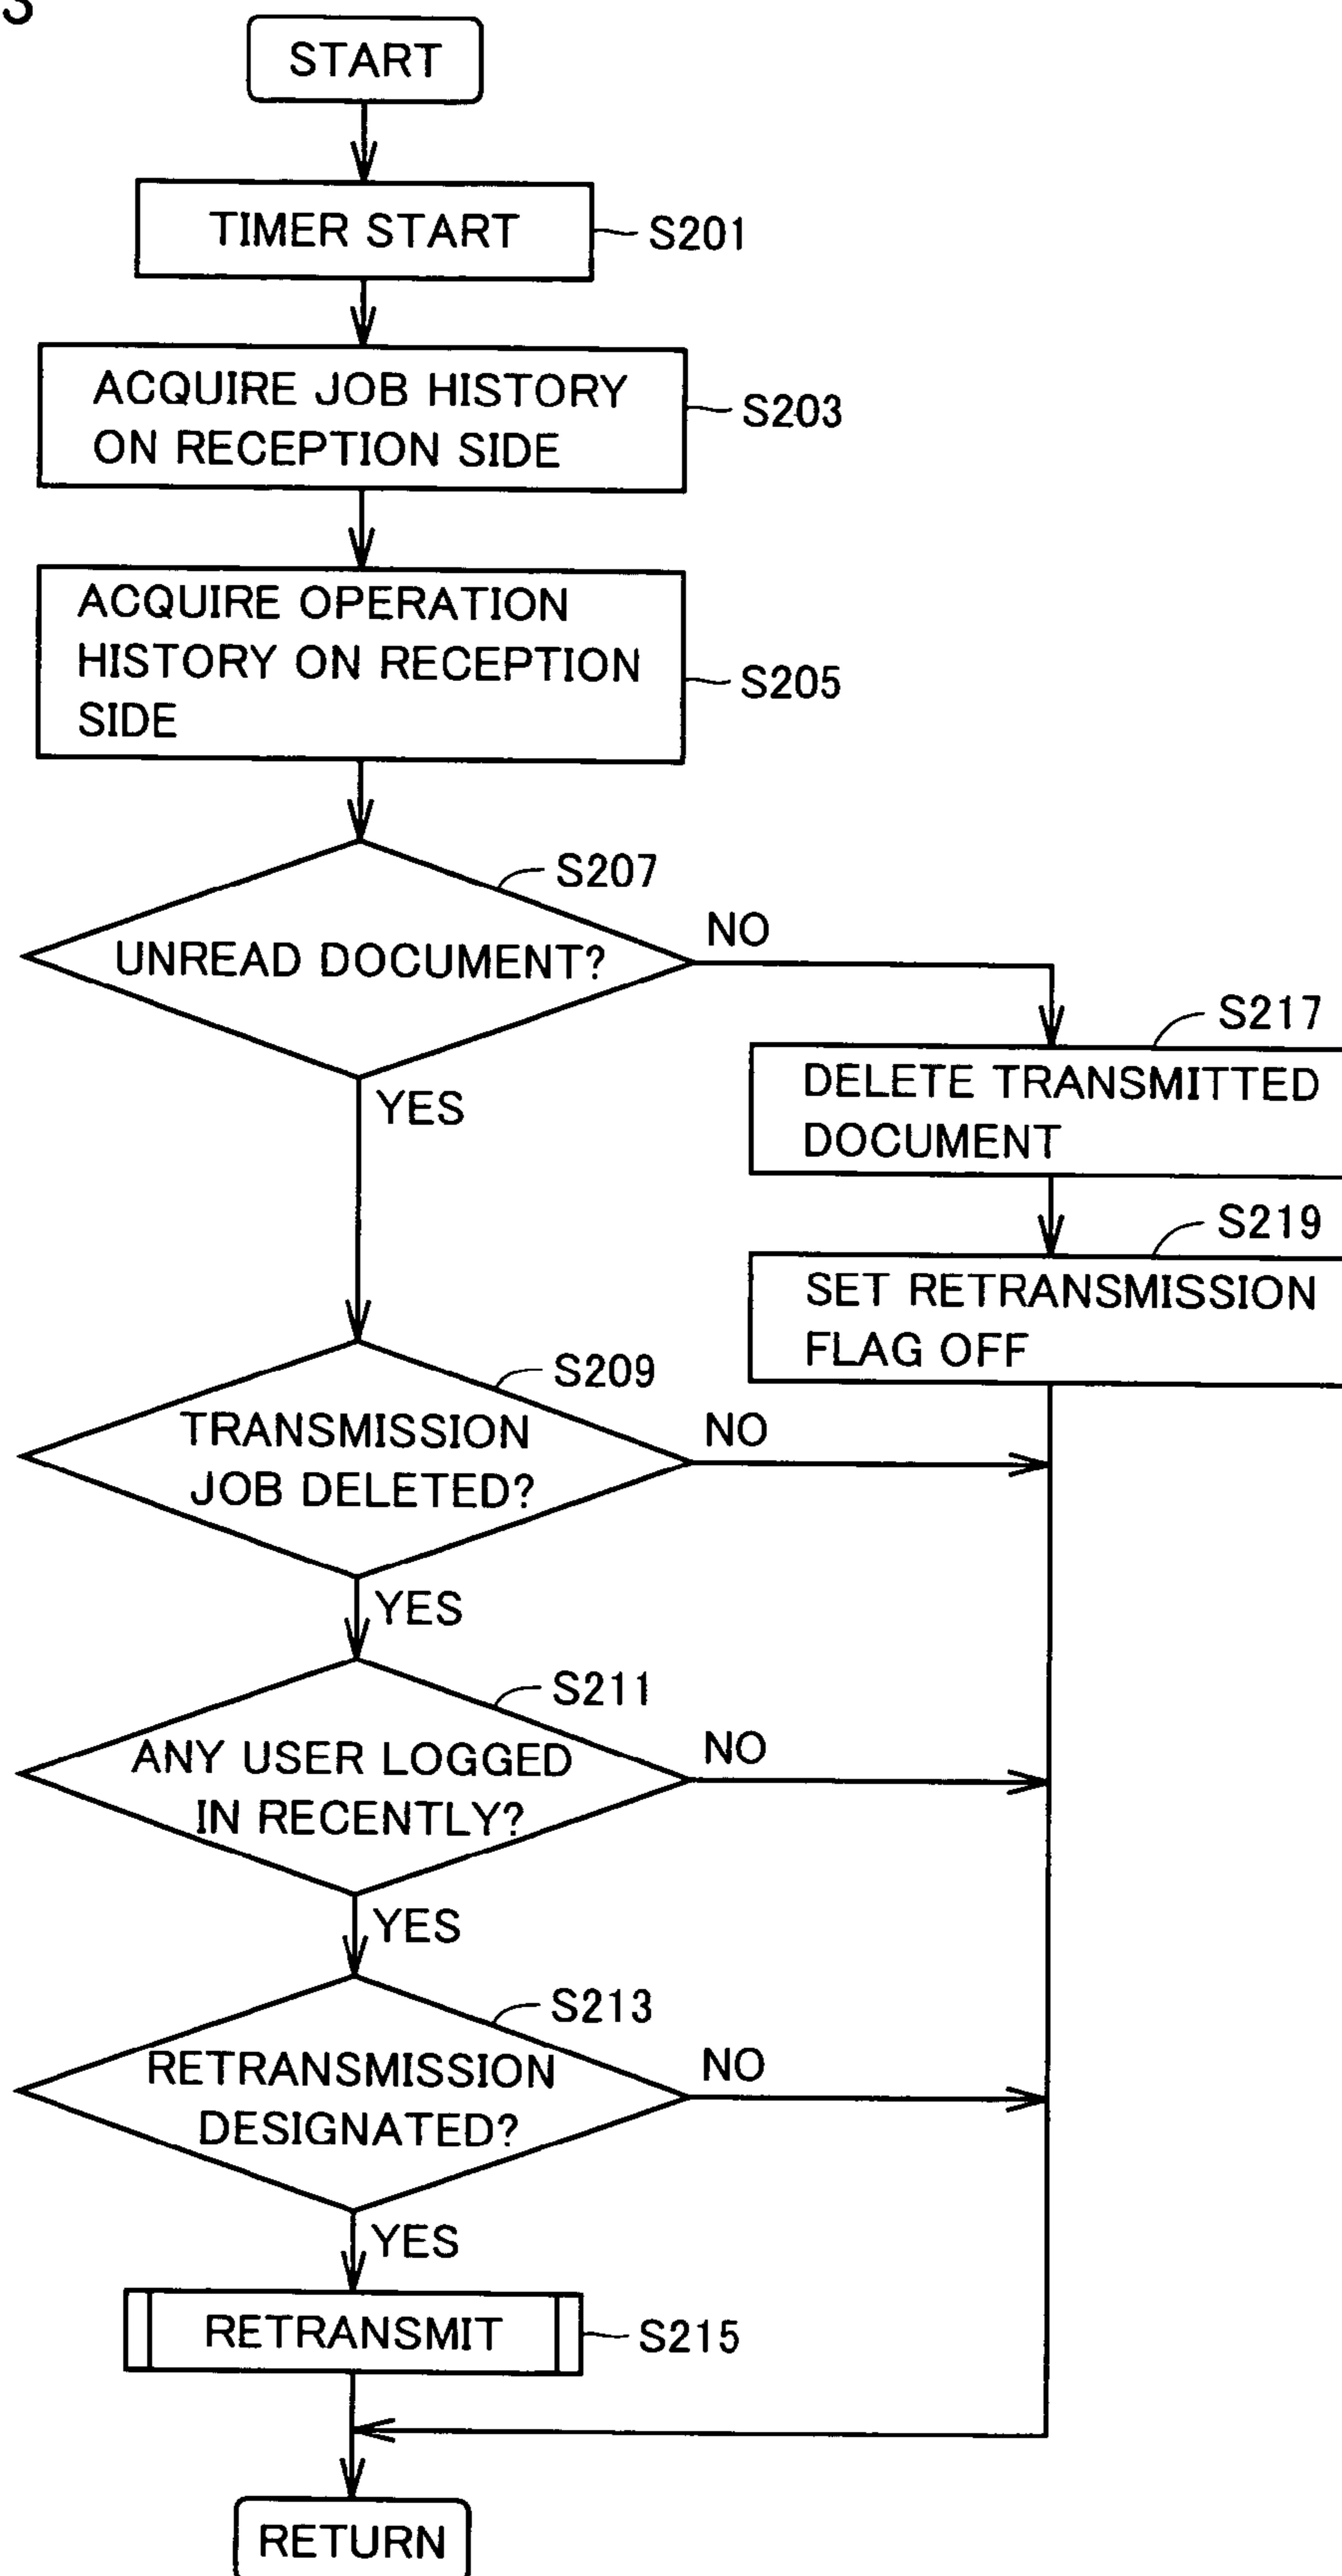 3
START
TIMER START
S201
ACQUIRE JOB HISTORY
ON RECEPTION SIDE
S203
ACQUIRE OPERATION
HISTORY ON RECEPTION
SIDE
S205
S207
UNREAD DOCUMENT?
NO
YES
S217
DELETE TRANSMITTED
DOCUMENT
S219
SET RETRANSMISSION
FLAG OFF
S209
TRANSMISSION
JOB DELETED?
NO
YES
S211
ANY USER LOGGED
IN RECENTLY?
NO
YES
S213
RETRANSMISSION
DESIGNATED?
NO
YES
RETRANSMIT
S215
RETURN